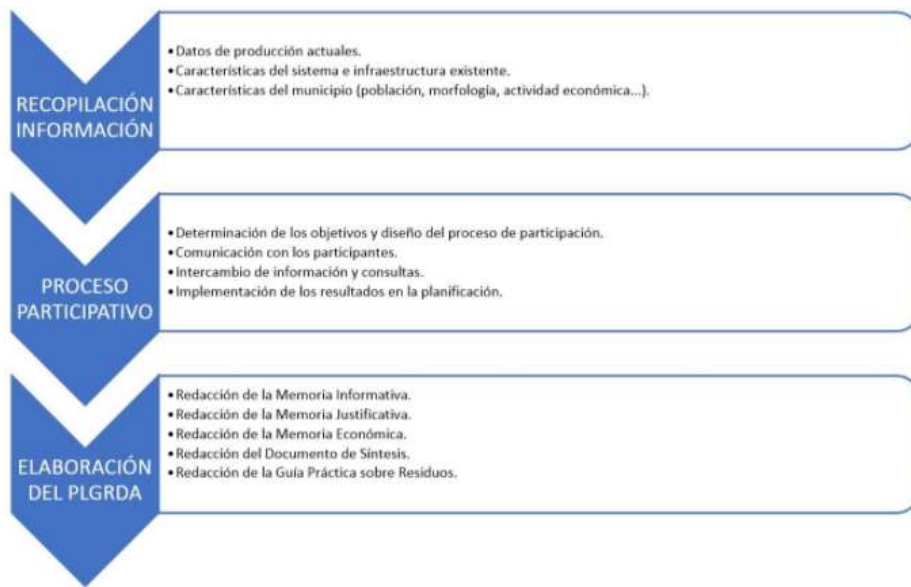 RECOPILACIÓN
INFORMACIÓN
•Datos de producción actuales.
•Características del sistema e infraestructura existente.
•Características del municipio (población, morfología, actividad económica...).
PROCESO
PARTICIPATIVO
•Determinación de los objetivos y diseño del proceso de participación.
•Comunicación con los participantes.
•Intercambio de información y consultas.
•Implementación de los resultados en la planificación.
ELABORACIÓN
DEL PLGRDA
•Redacción de la Memoria Informativa.
•Redacción de la Memoria Justificativa.
•Redacción de la Memoria Económica.
•Redacción del Documento de Síntesis.
•Redacción de la Guía Práctica sobre Residuos.